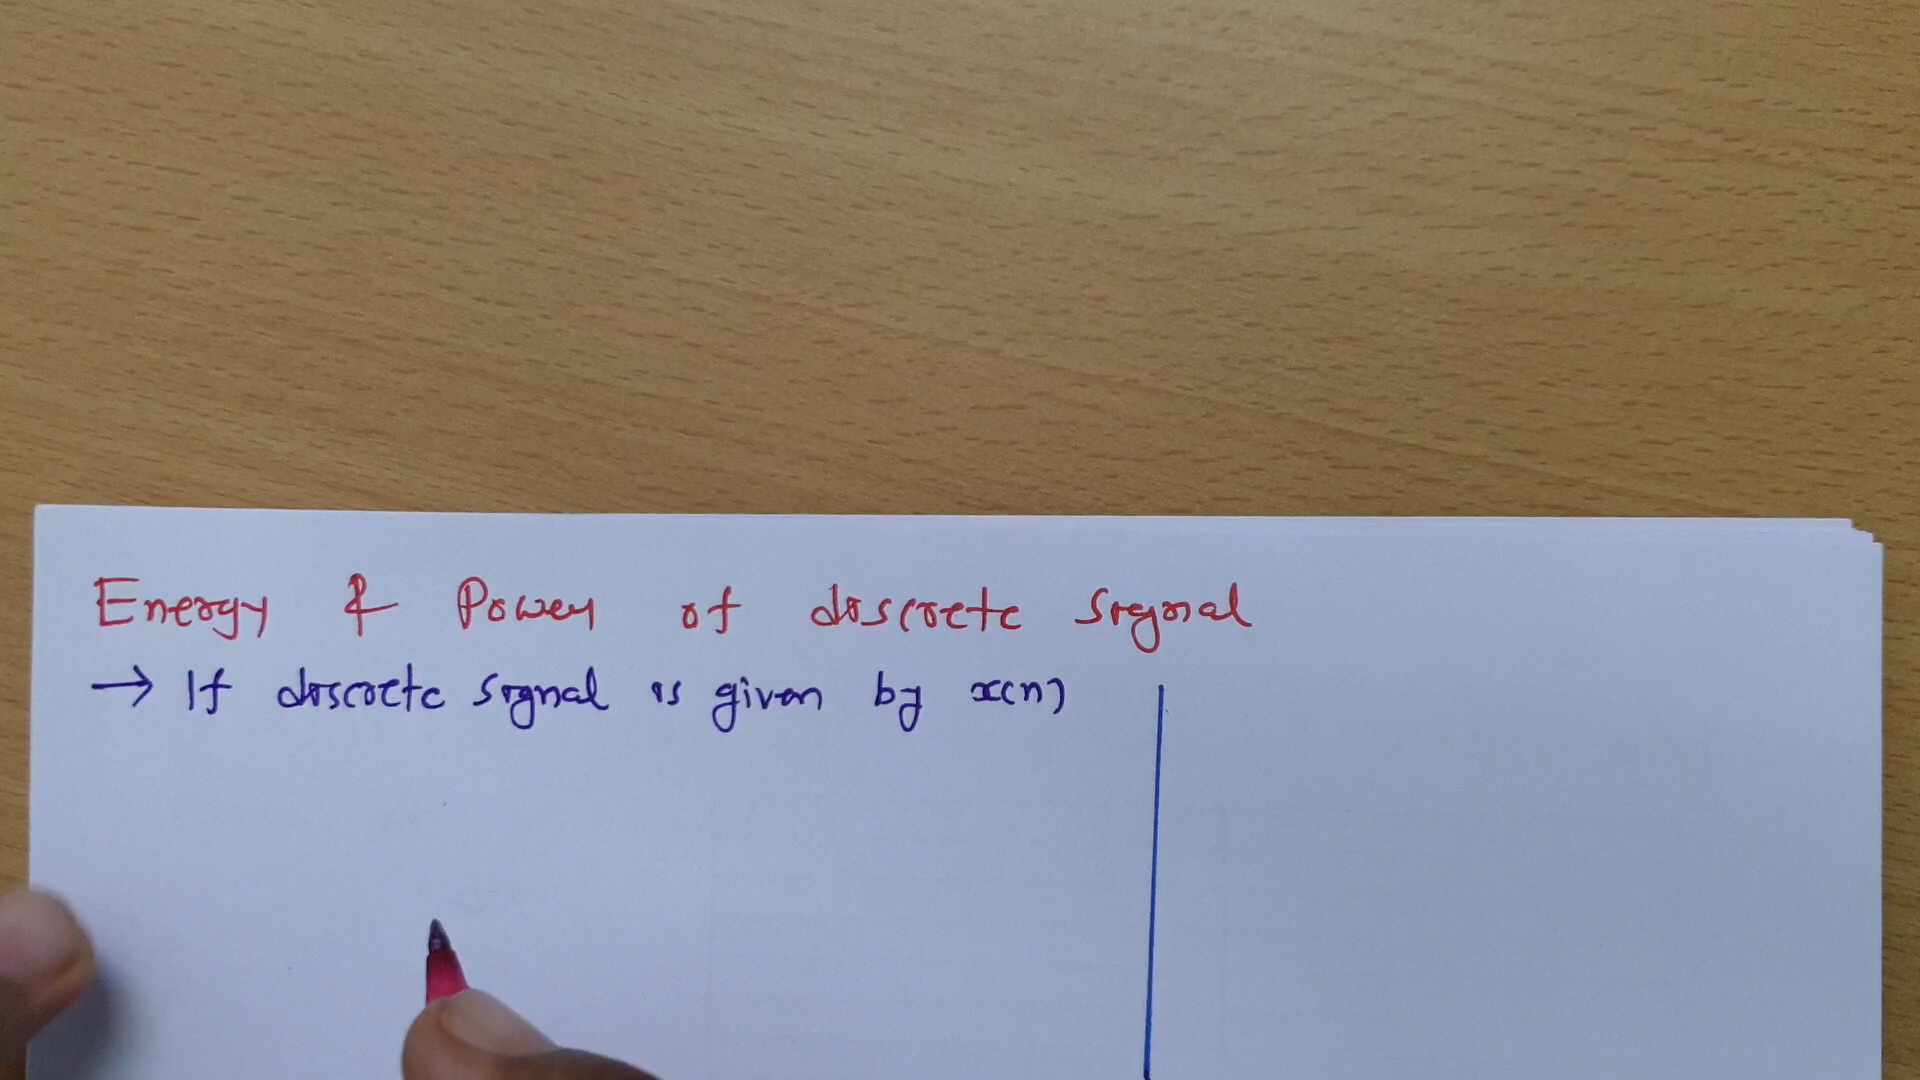 Energy & Power of discrete signal
→ If discrete signal is given by x(n)